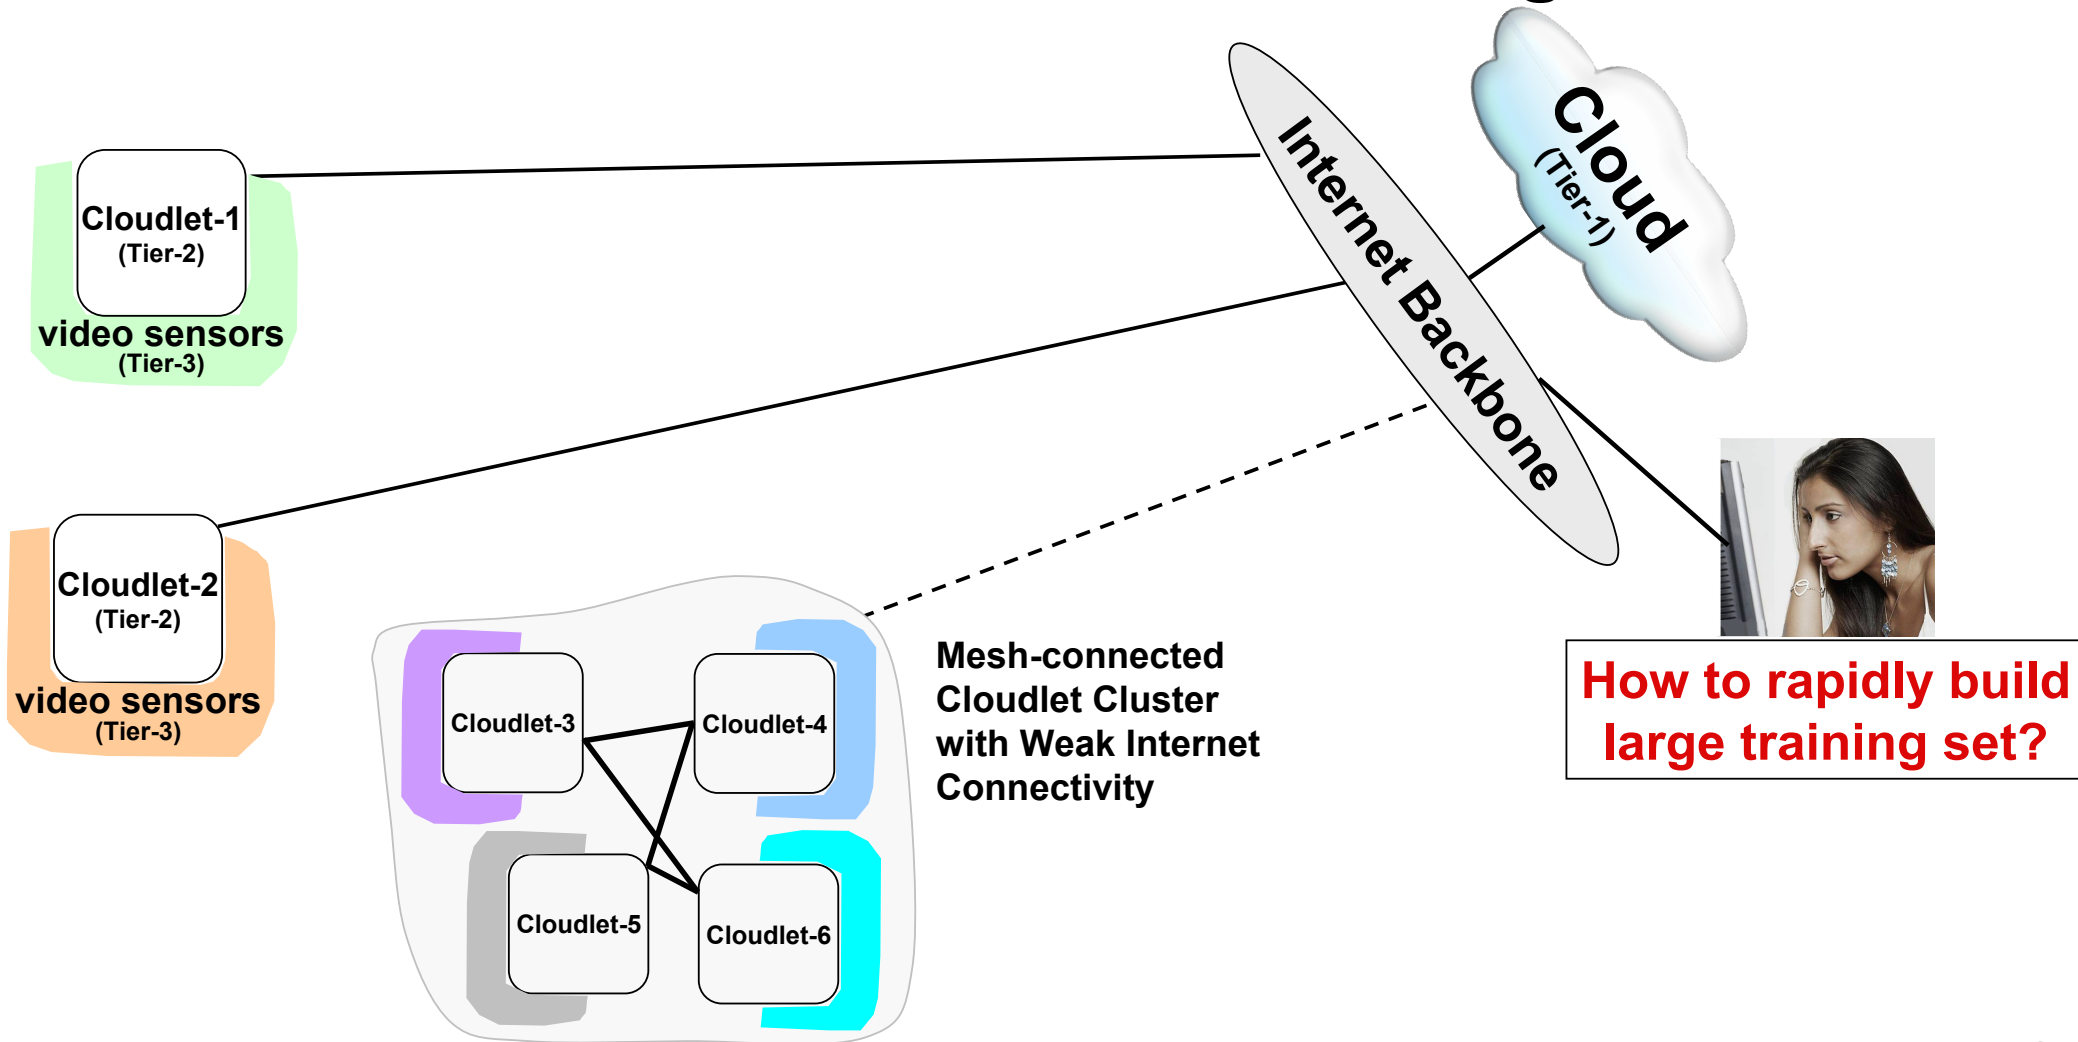 Cloud
(Tier-1)
Internet Backbone
Cloudlet-1
(Tier-2)
video sensors
(Tier-3)
Cloudlet-2
(Tier-2)
video sensors
(Tier-3)
Cloudlet-3
Cloudlet-4
Cloudlet-5
Cloudlet-6
Mesh-connected
Cloudlet Cluster
with Weak Internet
Connectivity
How to rapidly build
large training set?